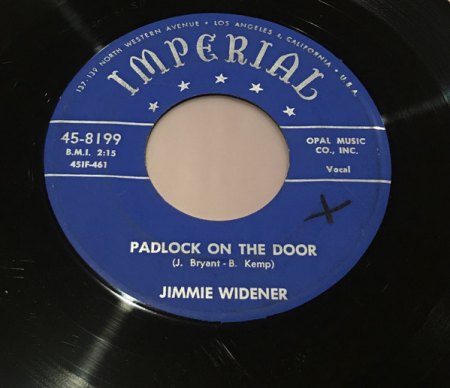 137-139 NORTH WESTERN AVENUE • LOS ANGELES 4, CALIFORNIA • U.S.A.
IMPERIAL
45-8199
B.M.I. 2:15
45IF-461
OPAL MUSIC
CO., INC.
Vocal
X
PADLOCK ON THE DOOR
(J. Bryant - B. Kemp)
JIMMIE WIDENER